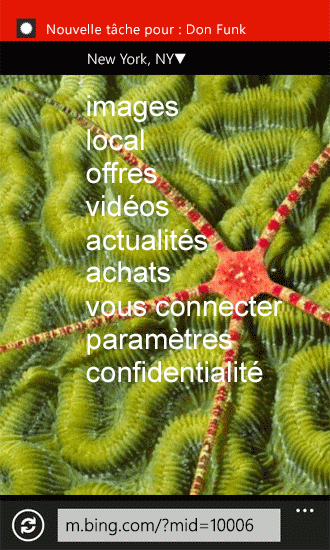 Nouvelle tâche pour : Don Funk
New York, NY▼
images
local
offres
vidéos
actualités
achats
vous connecter
paramètres
confidentialité
m.bing.com/?mid=10006